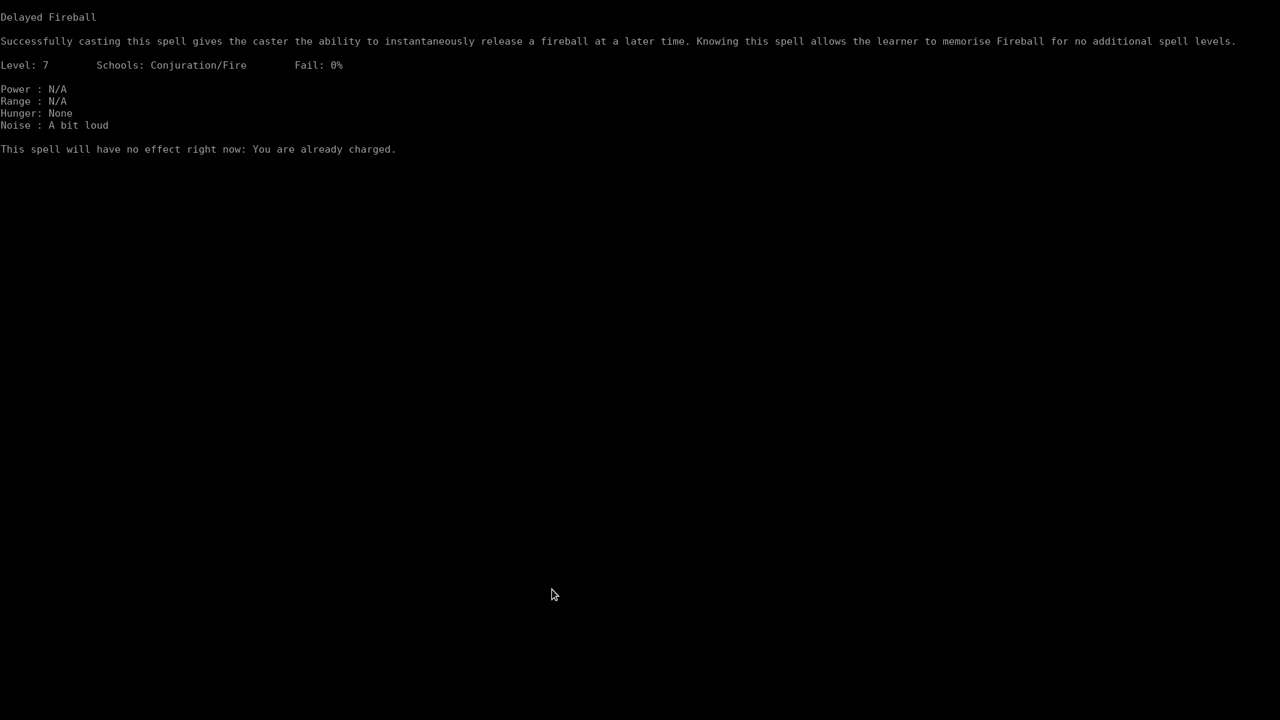 Delayed Fireball
Successfully casting this spell gives the caster the ability to instantaneously release a fireball at a later time. Knowing this spell allows the learner to memorise Fireball for no additional spell levels.
Level: 7        Schools: Conjuration/Fire        Fail: 0%
Power : N/A
Range : N/A
Hunger: None
Noise : A bit loud
This spell will have no effect right now: You are already charged.